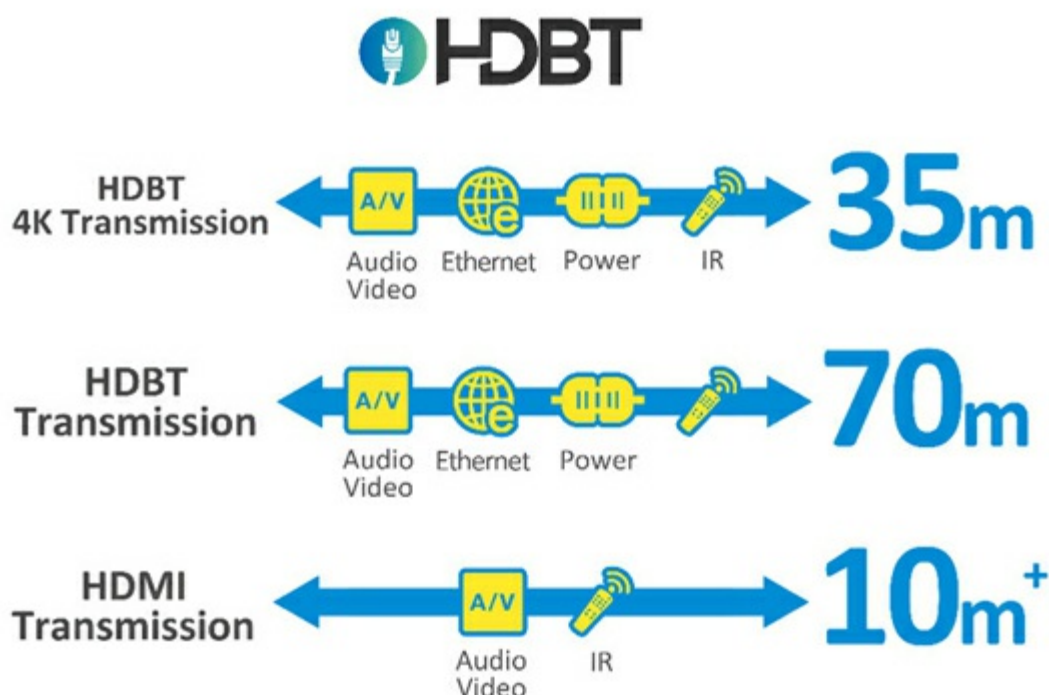 HDBT
HDBT
4K Transmission
A/V
e
Audio
Video
Ethernet
Power
IR
35m
HDBT
Transmission
A/V
e
Audio
Video
Ethernet
Power
70m
HDMI
Transmission
A/V
Audio
Video
IR
10m+